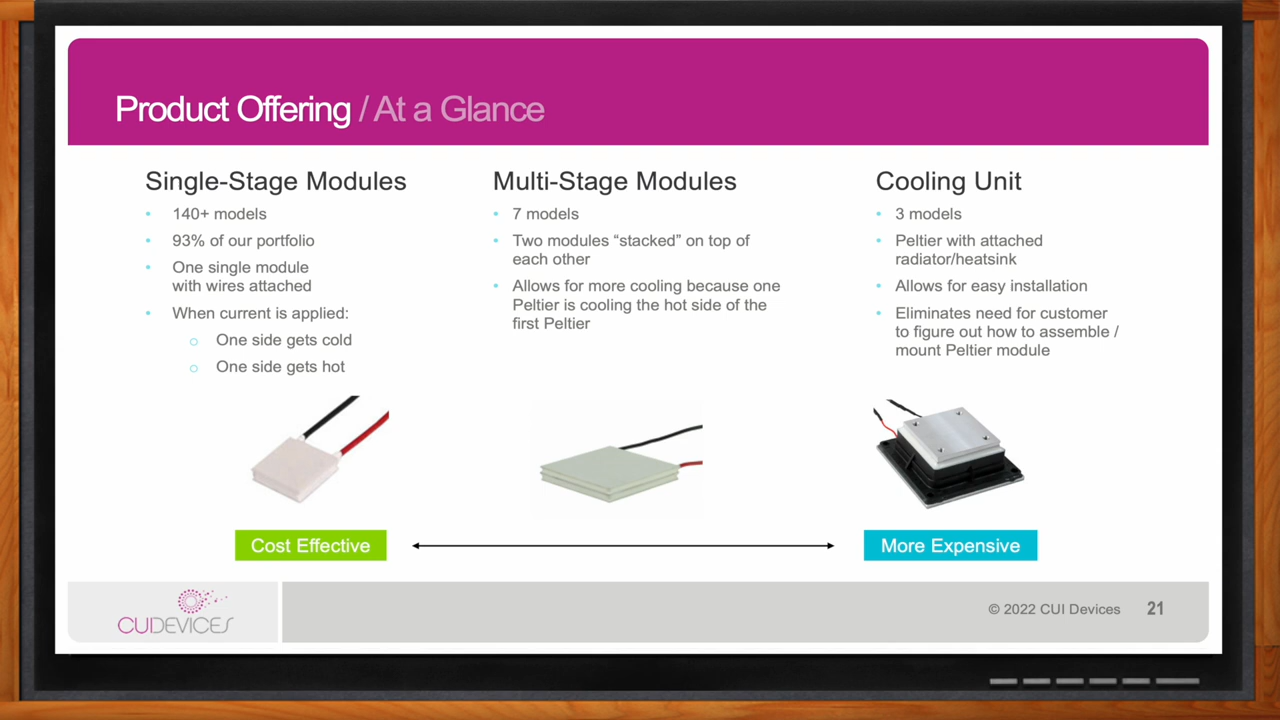 Product Offering / At a Glance
Single-Stage Modules
• 140+ models
• 93% of our portfolio
• One single module
with wires attached
• When current is applied:
o One side gets cold
o One side gets hot
Multi-Stage Modules
• 7 models
• Two modules “stacked” on top of
each other
• Allows for more cooling because one
Peltier is cooling the hot side of the
first Peltier
Cooling Unit
• 3 models
• Peltier with attached
radiator/heatsink
• Allows for easy installation
• Eliminates need for customer
to figure out how to assemble /
mount Peltier module
Cost Effective
More Expensive
CUIDEVICES
© 2022 CUI Devices 21